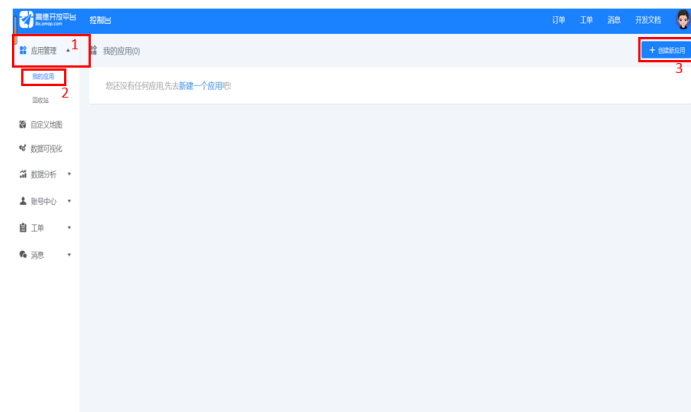 高德开放平台 控制台 订单 工单 消息 开发文档
lbs.amap.com
应用管理 1 我的应用(0) + 创建新应用
3
我的应用
您还没有任何应用,先去新建一个应用吧!
2
回收站
自定义地图
数据可视化
数据分析
账号中心
工单
消息